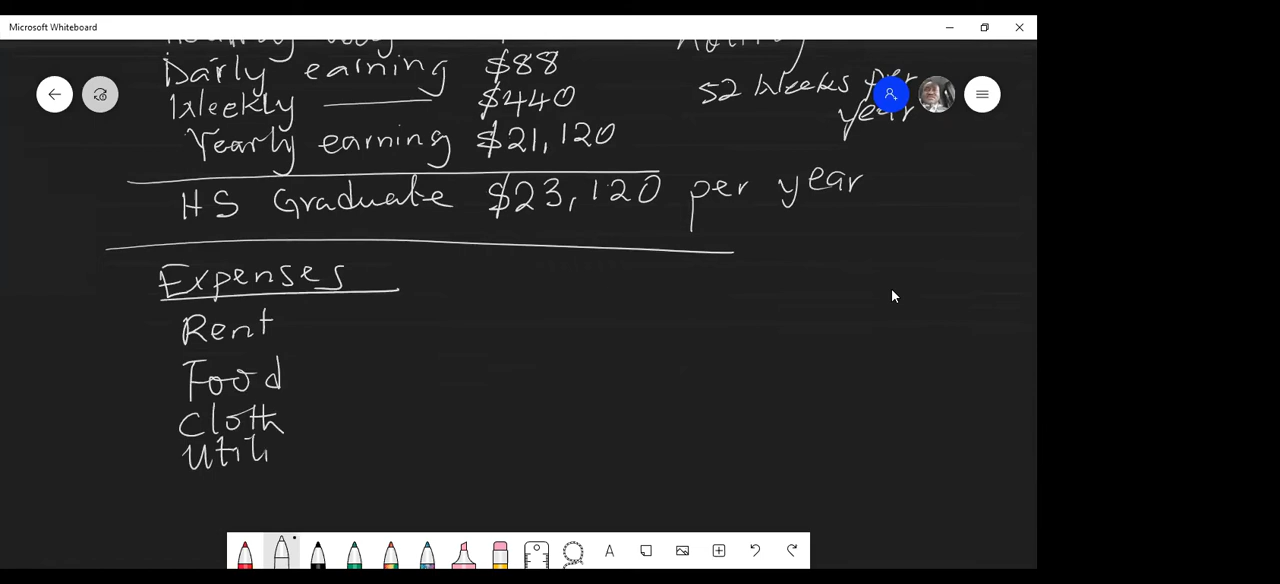 Microsoft Whiteboard
Daily earning $88
Weekly $440
52 Weeks per
year
Yearly earning $21,120
HS Graduate $23,120 per year
Expenses
Rent
Food
Cloth
Utili
A